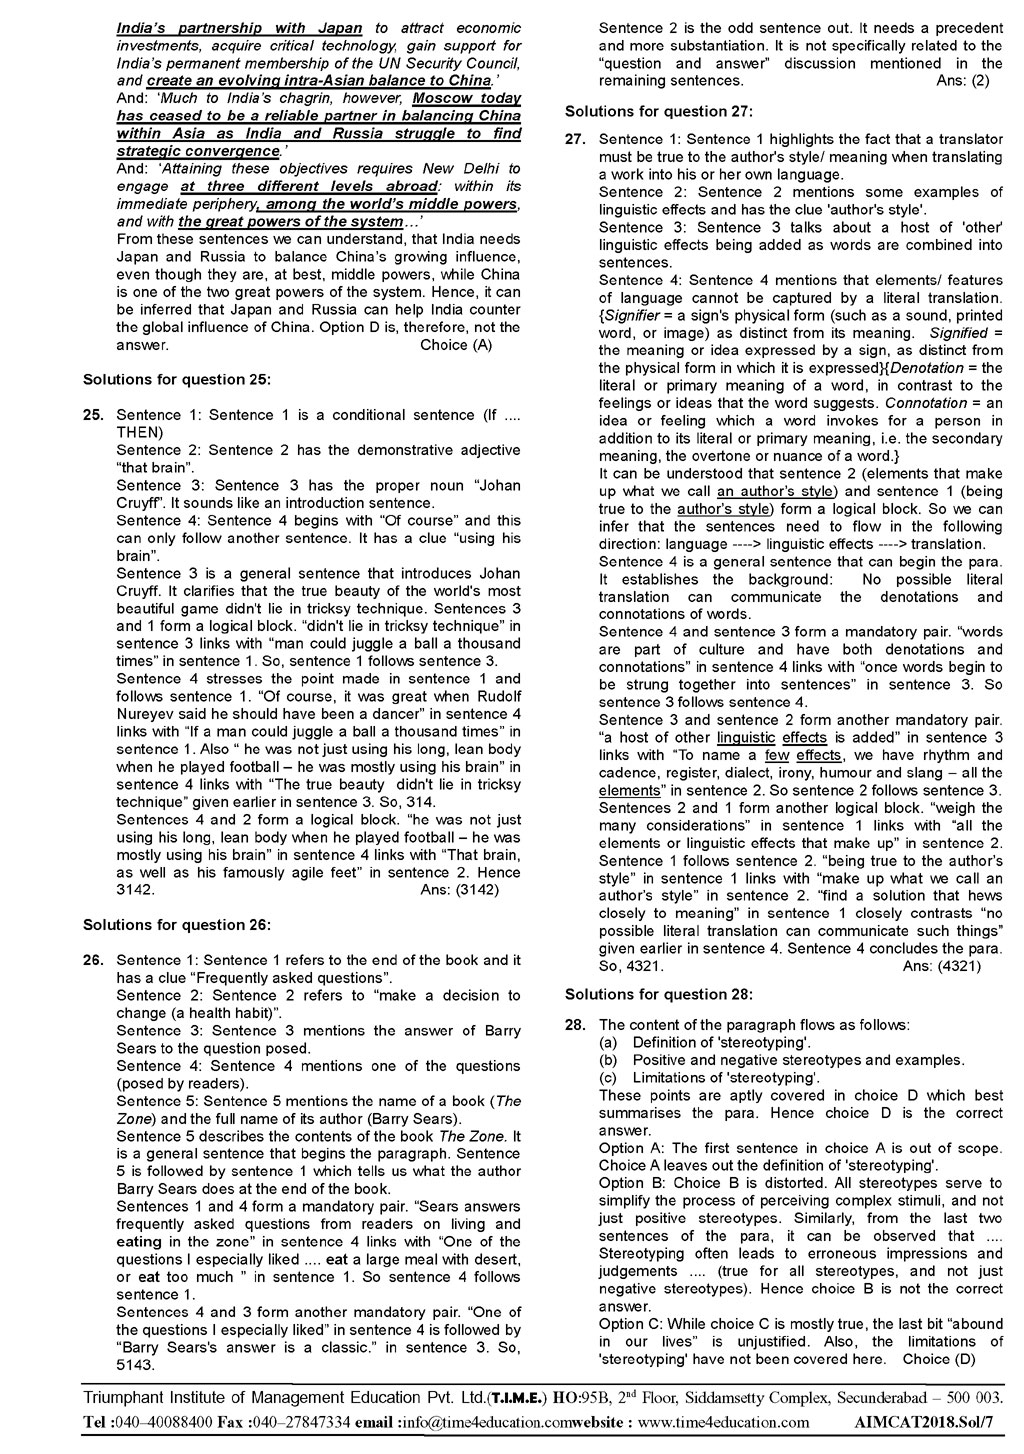 India's partnership with Japan to attract economic
investments, acquire critical technology, gain support for
India's permanent membership of the UN Security Council,
and create an evolving intra-Asian balance to China.'
And: 'Much to India's chagrin, however, Moscow today
has ceased to be a reliable partner in balancing China
within Asia as India and Russia struggle to find
strategic convergence.'
And: 'Attaining these objectives requires New Delhi to
engage at three different levels abroad: within its
immediate periphery, among the world's middle powers,
and with the great powers of the system…'
From these sentences we can understand, that India needs
Japan and Russia to balance China's growing influence,
even though they are, at best, middle powers, while China
is one of the two great powers of the system. Hence, it can
be inferred that Japan and Russia can help India counter
the global influence of China. Option D is, therefore, not the
answer. Choice (A)
Solutions for question 25:
25. Sentence 1: Sentence 1 is a conditional sentence (If ....
THEN)
Sentence 2: Sentence 2 has the demonstrative adjective
“that brain”.
Sentence 3: Sentence 3 has the proper noun “Johan
Cruyff”. It sounds like an introduction sentence.
Sentence 4: Sentence 4 begins with “Of course” and this
can only follow another sentence. It has a clue “using his
brain”.
Sentence 3 is a general sentence that introduces Johan
Cruyff. It clarifies that the true beauty of the world's most
beautiful game didn't lie in tricksy technique. Sentences 3
and 1 form a logical block. “didn't lie in tricksy technique” in
sentence 3 links with “man could juggle a ball a thousand
times” in sentence 1. So, sentence 1 follows sentence 3.
Sentence 4 stresses the point made in sentence 1 and
follows sentence 1. “Of course, it was great when Rudolf
Nureyev said he should have been a dancer” in sentence 4
links with “If a man could juggle a ball a thousand times” in
sentence 1. Also “ he was not just using his long, lean body
when he played football – he was mostly using his brain” in
sentence 4 links with “The true beauty didn't lie in tricksy
technique” given earlier in sentence 3. So, 314.
Sentences 4 and 2 form a logical block. “he was not just
using his long, lean body when he played football – he was
mostly using his brain” in sentence 4 links with “That brain,
as well as his famously agile feet” in sentence 2. Hence
3142. Ans: (3142)
Solutions for question 26:
26. Sentence 1: Sentence 1 refers to the end of the book and it
has a clue “Frequently asked questions”.
Sentence 2: Sentence 2 refers to “make a decision to
change (a health habit)”.
Sentence 3: Sentence 3 mentions the answer of Barry
Sears to the question posed.
Sentence 4: Sentence 4 mentions one of the questions
(posed by readers).
Sentence 5: Sentence 5 mentions the name of a book (The
Zone) and the full name of its author (Barry Sears).
Sentence 5 describes the contents of the book The Zone. It
is a general sentence that begins the paragraph. Sentence
5 is followed by sentence 1 which tells us what the author
Barry Sears does at the end of the book.
Sentences 1 and 4 form a mandatory pair. “Sears answers
frequently asked questions from readers on living and
eating in the zone” in sentence 4 links with “One of the
questions I especially liked .... eat a large meal with desert,
or eat too much ” in sentence 1. So sentence 4 follows
sentence 1.
Sentences 4 and 3 form another mandatory pair. “One of
the questions I especially liked” in sentence 4 is followed by
“Barry Sears's answer is a classic.” in sentence 3. So,
5143.
Sentence 2 is the odd sentence out. It needs a precedent
and more substantiation. It is not specifically related to the
“question and answer” discussion mentioned in the
remaining sentences. Ans: (2)
Solutions for question 27:
27. Sentence 1: Sentence 1 highlights the fact that a translator
must be true to the author's style/ meaning when translating
a work into his or her own language.
Sentence 2: Sentence 2 mentions some examples of
linguistic effects and has the clue 'author's style'.
Sentence 3: Sentence 3 talks about a host of 'other'
linguistic effects being added as words are combined into
sentences.
Sentence 4: Sentence 4 mentions that elements/ features
of language cannot be captured by a literal translation.
{Signifier = a sign's physical form (such as a sound, printed
word, or image) as distinct from its meaning. Signified =
the meaning or idea expressed by a sign, as distinct from
the physical form in which it is expressed}{Denotation = the
literal or primary meaning of a word, in contrast to the
feelings or ideas that the word suggests. Connotation = an
idea or feeling which a word invokes for a person in
addition to its literal or primary meaning, i.e. the secondary
meaning, the overtone or nuance of a word.}
It can be understood that sentence 2 (elements that make
up what we call an author's style) and sentence 1 (being
true to the author's style) form a logical block. So we can
infer that the sentences need to flow in the following
direction: language ----> linguistic effects ----> translation.
Sentence 4 is a general sentence that can begin the para.
It establishes the background: No possible literal
translation can communicate the denotations and
connotations of words.
Sentence 4 and sentence 3 form a mandatory pair. “words
are part of culture and have both denotations and
connotations” in sentence 4 links with “once words begin to
be strung together into sentences” in sentence 3. So
sentence 3 follows sentence 4.
Sentence 3 and sentence 2 form another mandatory pair.
“a host of other linguistic effects is added” in sentence 3
links with “To name a few effects, we have rhythm and
cadence, register, dialect, irony, humour and slang – all the
elements” in sentence 2. So sentence 2 follows sentence 3.
Sentences 2 and 1 form another logical block. “weigh the
many considerations” in sentence 1 links with “all the
elements or linguistic effects that make up” in sentence 2.
Sentence 1 follows sentence 2. “being true to the author's
style” in sentence 1 links with “make up what we call an
author's style” in sentence 2. “find a solution that hews
closely to meaning” in sentence 1 closely contrasts “no
possible literal translation can communicate such things”
given earlier in sentence 4. Sentence 4 concludes the para.
So, 4321. Ans: (4321)
Solutions for question 28:
28. The content of the paragraph flows as follows:
(a) Definition of 'stereotyping'.
(b) Positive and negative stereotypes and examples.
(c) Limitations of 'stereotyping'.
These points are aptly covered in choice D which best
summarises the para. Hence choice D is the correct
answer.
Option A: The first sentence in choice A is out of scope.
Choice A leaves out the definition of 'stereotyping'.
Option B: Choice B is distorted. All stereotypes serve to
simplify the process of perceiving complex stimuli, and not
just positive stereotypes. Similarly, from the last two
sentences of the para, it can be observed that ....
Stereotyping often leads to erroneous impressions and
judgements .... (true for all stereotypes, and not just
negative stereotypes). Hence choice B is not the correct
answer.
Option C: While choice C is mostly true, the last bit “abound
in our lives” is unjustified. Also, the limitations of
'stereotyping' have not been covered here. Choice (D)
Triumphant Institute of Management Education Pvt. Ltd.(T.I.M.E.) HO:95B, 2nd Floor, Siddamsetty Complex, Secunderabad – 500 003.
Tel :040–40088400 Fax :040–27847334 email :info@time4education.comwebsite : www.time4education.com AIMCAT2018.Sol/7